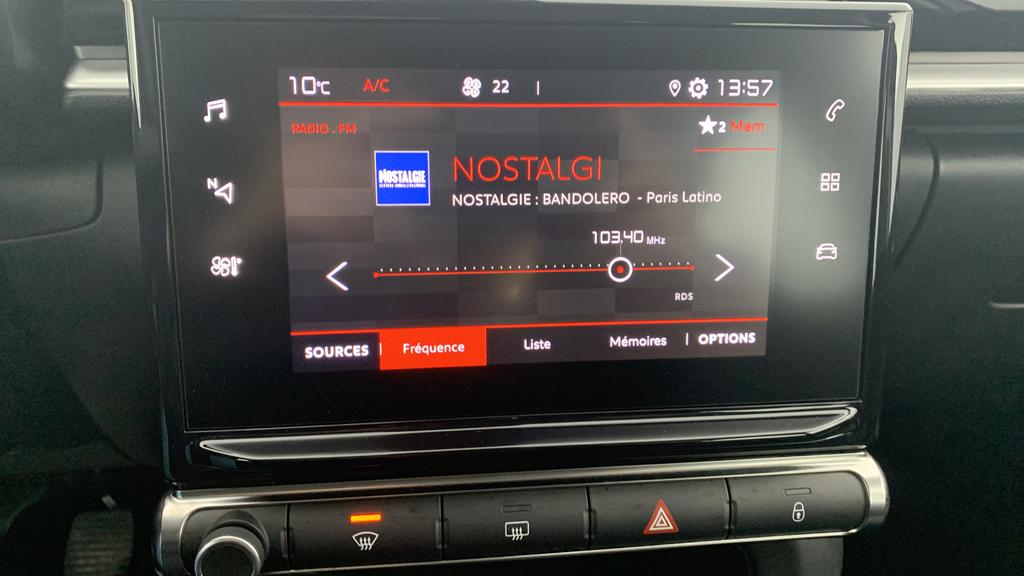 10°C A/C 22 | 13:57
RADIO . FM
2 Mem
NOSTALGIE
NOSTALGI
NOSTALGIE : BANDOLERO - Paris Latino
N
103.40 MHz
RDS
SOURCES | Fréquence Liste Mémoires | OPTIONS